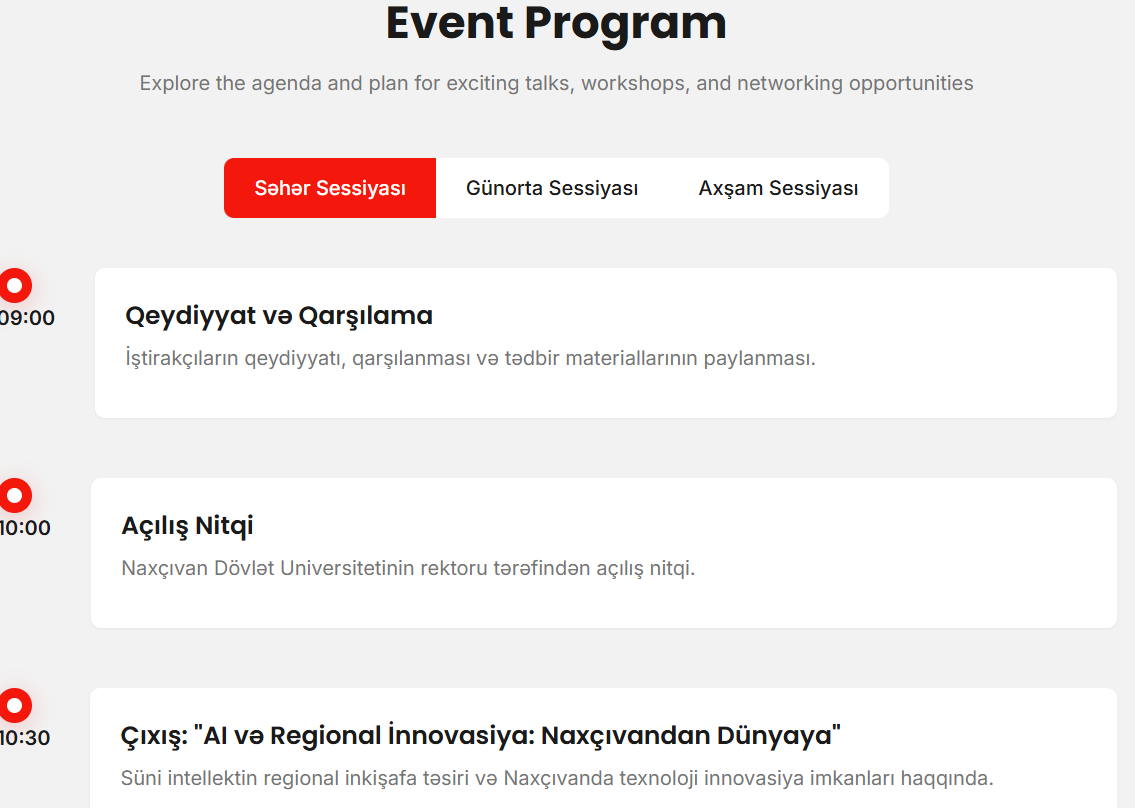 Event Program
Explore the agenda and plan for exciting talks, workshops, and networking opportunities
Səhər Sessiyası
Günorta Sessiyası
Axşam Sessiyası
09:00
Qeydiyyat və Qarşılama
İştirakçıların qeydiyyatı, qarşılanması və tədbir materiallarının paylanması.
10:00
Açılış Nitqi
Naxçıvan Dövlət Universitetinin rektoru tərəfindən açılış nitqi.
10:30
Çıxış: "AI və Regional İnnovasiya: Naxçıvandan Dünyaya"
Süni intellektin regional inkişafa təsiri və Naxçıvanda texnoloji innovasiya imkanları haqqında.